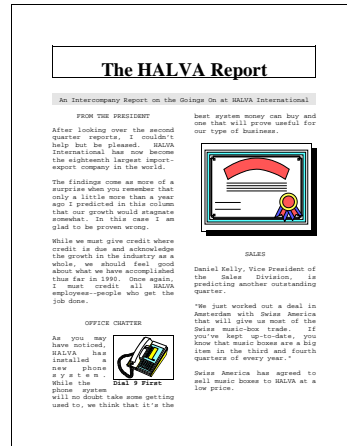 The HALVA Report
An Intercompany Report on the Goings On at HALVA International
FROM THE PRESIDENT
After looking over the second
quarter reports, I couldn't
help but be pleased. HALVA
International has now become
the eighteenth largest import-
export company in the world.
The findings come as more of a
surprise when you remember that
only a little more than a year
ago I predicted in this column
that our growth would stagnate
somewhat. In this case I am
glad to be proven wrong.
While we must give credit where
credit is due and acknowledge
the growth in the industry as a
whole, we should feel good
about what we have accomplished
thus far in 1990. Once again,
I must credit all HALVA
employees--people who get the
job done.
OFFICE CHATTER
As you may
have noticed,
HALVA has
installed a
new phone
system.
While the
phone system
Dial 9 First
will no doubt take some getting
used to, we think that it's the
best system money can buy and
one that will prove useful for
our type of business.
SALES
Daniel Kelly, Vice President of
the Sales Division, is
predicting another outstanding
quarter.
"We just worked out a deal in
Amsterdam with Swiss America
that will give us most of the
Swiss music-box trade. If
you've kept up-to-date, you
know that music boxes are a big
item in the third and fourth
quarters of every year."
Swiss America has agreed to
sell music boxes to HALVA at a
low price.